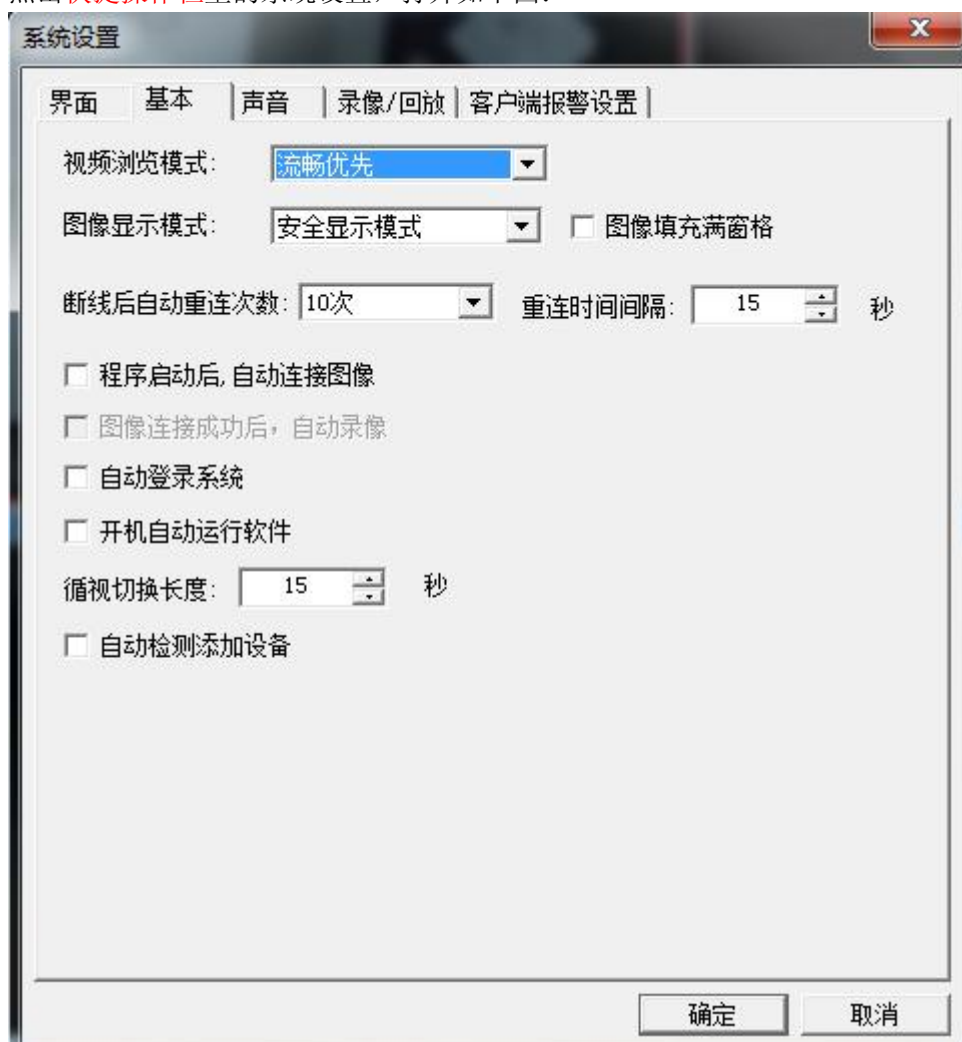 系统设置
界面 基本 声音 录像/回放 客户端报警设置
视频浏览模式: 流畅优先
图像显示模式: 安全显示模式 图像填充满窗格
断线后自动重连次数: 10次 重连时间间隔: 15 秒
程序启动后,自动连接图像
图像连接成功后，自动录像
自动登录系统
开机自动运行软件
循视切换长度: 15 秒
自动检测添加设备
确定 取消